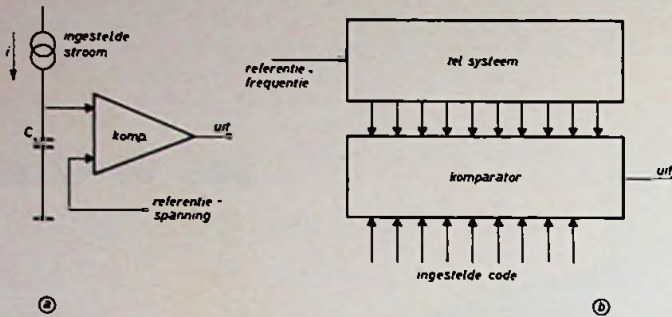 ingestelde
stroom
i
C
komp.
uit
referentie-
spanning
a
tel systeem
referentie-
frequentie
komparator
uit
ingestelde code
b